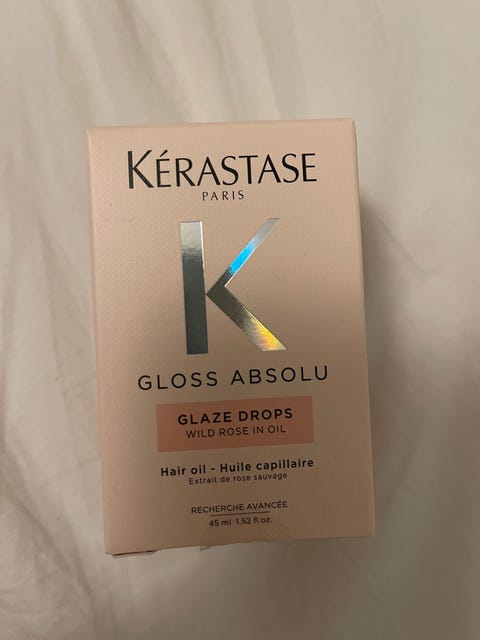 KÉRASTASE
PARIS
K
GLOSS ABSOLU
GLAZE DROPS
WILD ROSE IN OIL
Hair oil - Huile capillaire
Extrait de rose sauvage
RECHERCHE AVANCÉE
45 ml 1.52 fl.oz.